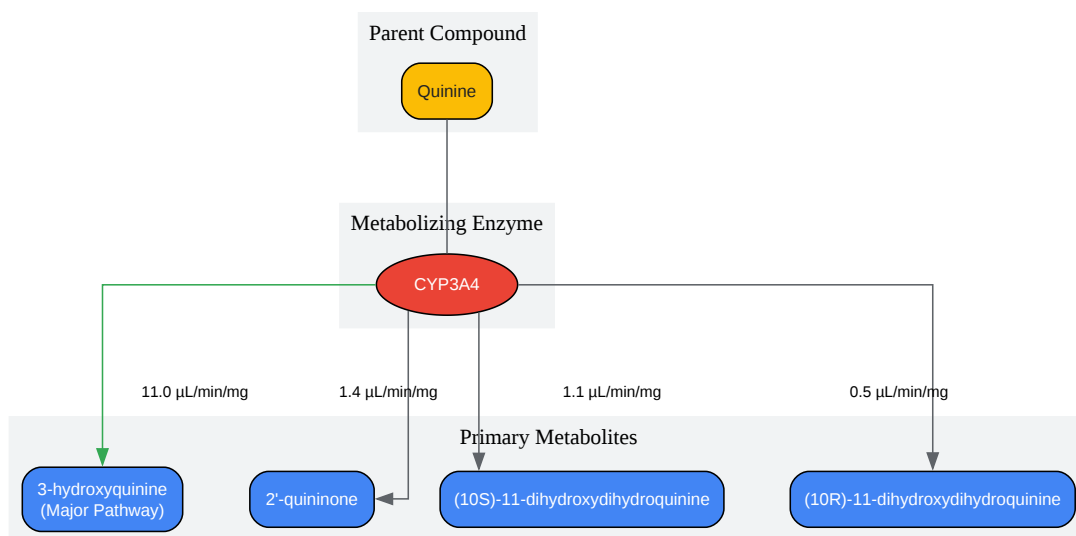 Parent Compound
Quinine
Metabolizing Enzyme
CYP3A4
11.0 µL/min/mg
1.4 µL/min/mg
1.1 µL/min/mg
0.5 µL/min/mg
Primary Metabolites
3-hydroxyquinine
(Major Pathway)
2'-quininone
(10S)-11-dihydroxydihydroquinine
(10R)-11-dihydroxydihydroquinine